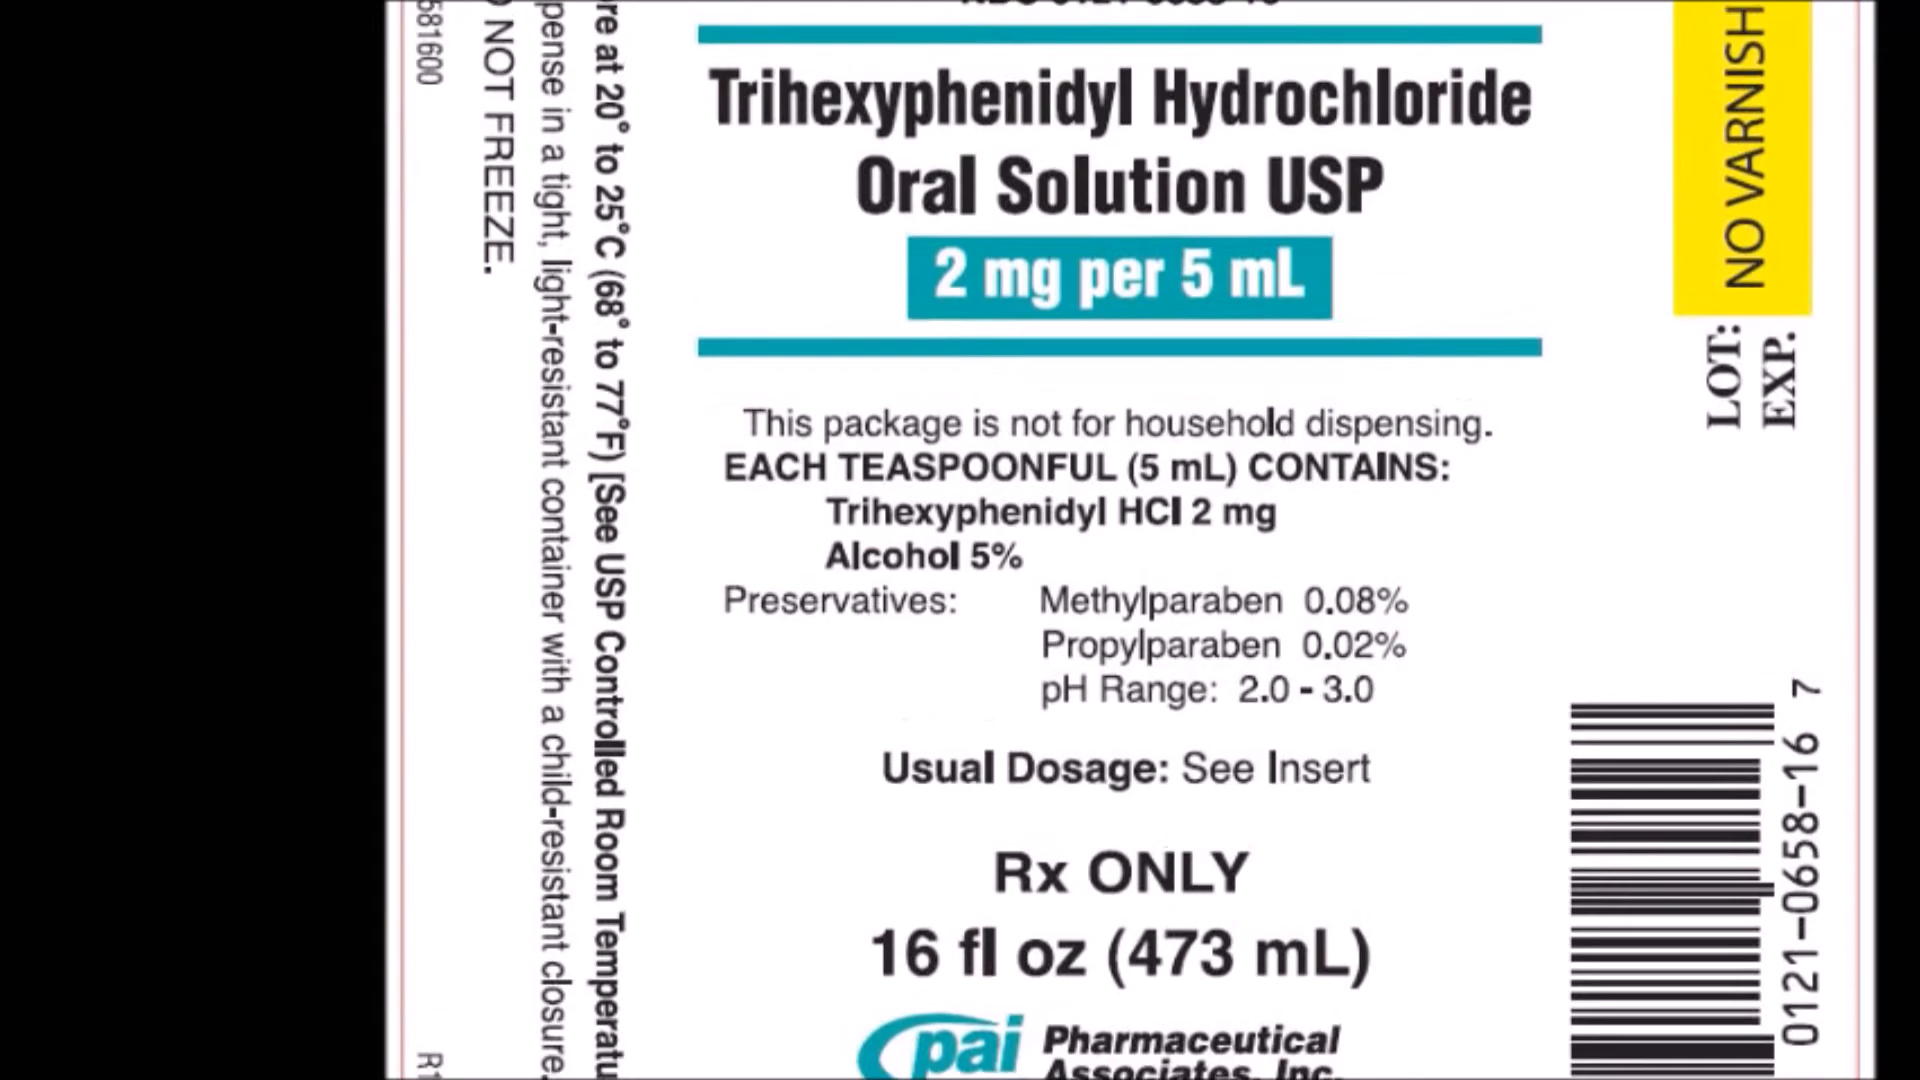 581600
NOT FREEZE.
pense in a tight, light-resistant container with a child-resistant closure.
re at 20° to 25°C (68° to 77°F) [See USP Controlled Room Temperatu
R1
Trihexyphenidyl Hydrochloride
Oral Solution USP
2 mg per 5 mL
This package is not for household dispensing.
EACH TEASPOONFUL (5 mL) CONTAINS:
Trihexyphenidyl HCl 2 mg
Alcohol 5%
Preservatives: Methylparaben 0.08%
Propylparaben 0.02%
pH Range: 2.0 - 3.0
Usual Dosage: See Insert
Rx ONLY
16 fl oz (473 mL)
pai Pharmaceutical
Associates, Inc.
NO VARNISH
LOT:
EXP.
0121-0658-16 7